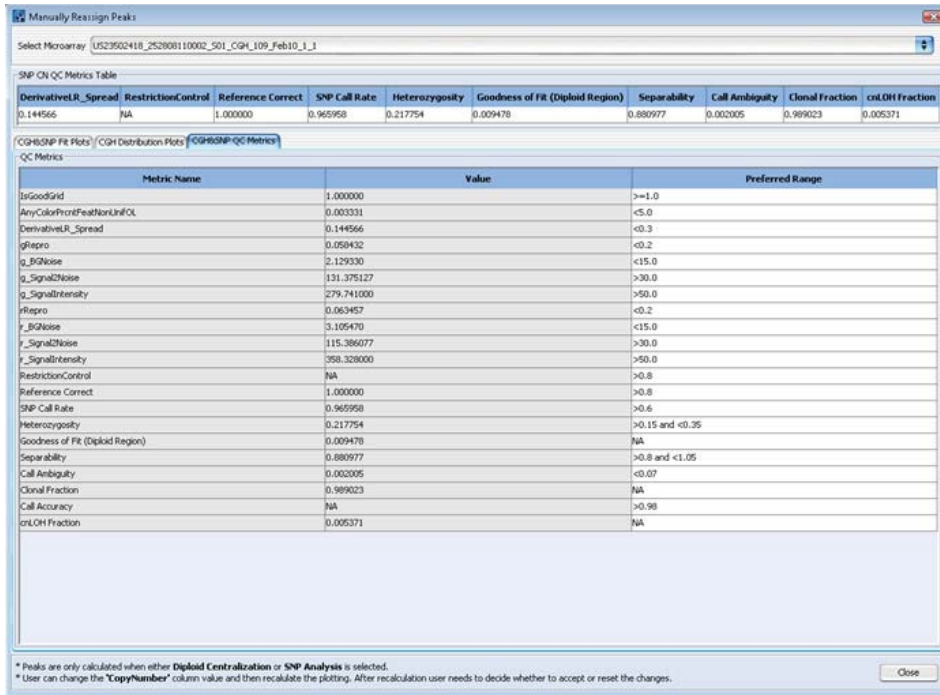 Manually Reassign Peaks
Select Microarray US23502418_252808110002_S01_CGH_109_Feb10_1_1
SNP CN QC Metrics Table
DerivativeLR_Spread RestrictionControl Reference Correct SNP Call Rate Heterozygosity Goodness of Fit (Diploid Region) Separability Call Ambiguity Clonal Fraction cnLOH Fraction
0.144566 NA 1.000000 0.965958 0.217754 0.009478 0.880977 0.002005 0.989023 0.005371
CGH&SNP Fit Plots CGH Distribution Plots CGH&SNP QC Metrics
QC Metrics
Metric Name Value Preferred Range
IsGoodGrid 1.000000 >=1.0
AnyColorPrcntFeatNonUnifOL 0.003331 <5.0
DerivativeLR_Spread 0.144566 <0.3
gRepro 0.058432 <0.2
g_BGNoise 2.129330 <15.0
g_Signal2Noise 131.375127 >30.0
g_SignalIntensity 279.741000 >50.0
rRepro 0.063457 <0.2
r_BGNoise 3.105470 <15.0
r_Signal2Noise 115.386077 >30.0
r_SignalIntensity 358.328000 >50.0
RestrictionControl NA >0.8
Reference Correct 1.000000 >0.8
SNP Call Rate 0.965958 >0.6
Heterozygosity 0.217754 >0.15 and <0.35
Goodness of Fit (Diploid Region) 0.009478 NA
Separability 0.880977 >0.8 and <1.05
Call Ambiguity 0.002005 <0.07
Clonal Fraction 0.989023 NA
Call Accuracy NA >0.98
cnLOH Fraction 0.005371 NA
* Peaks are only calculated when either Diploid Centralization or SNP Analysis is selected.
* User can change the "CopyNumber" column value and then recalulate the plotting. After recalculation user needs to decide whether to accept or reset the changes.
Close